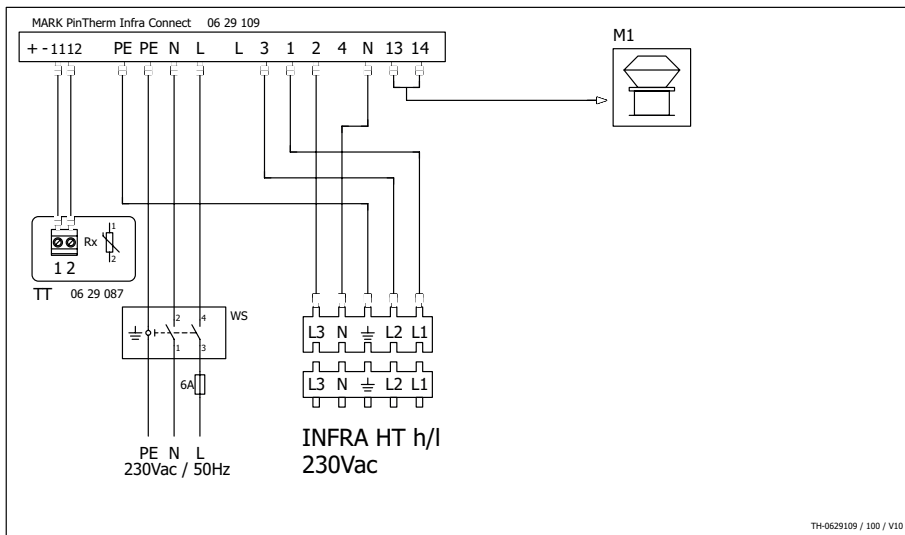 MARK PinTherm Infra Connect 06 29 109
+ - 11 12 PE PE N L L 3 1 2 4 N 13 14
M1
Rx 1 2
1 2
TT 06 29 087
WS
2 4
1 3
6A
PE N L
230Vac / 50Hz
L3 N L2 L1
L3 N L2 L1
INFRA HT h/l
230Vac
TH-0629109 / 100 / V10